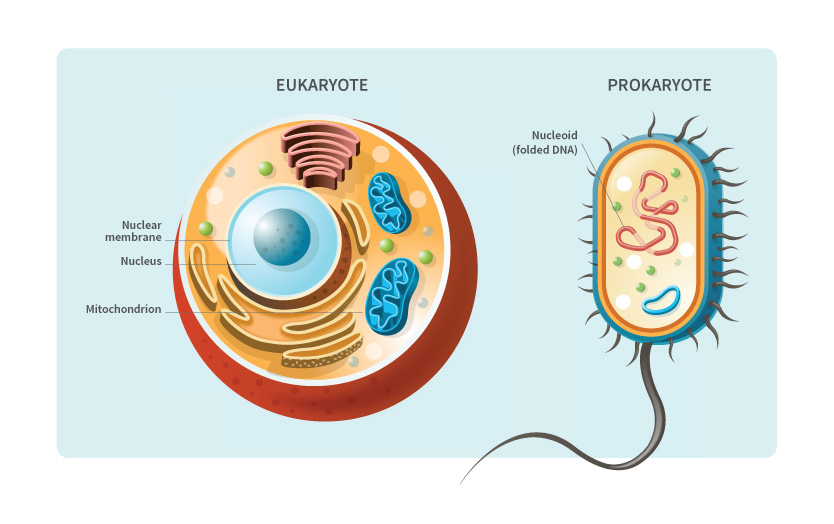 EUKARYOTE
Nuclear
membrane
Nucleus
Mitochondrion
PROKARYOTE
Nucleoid
(folded DNA)